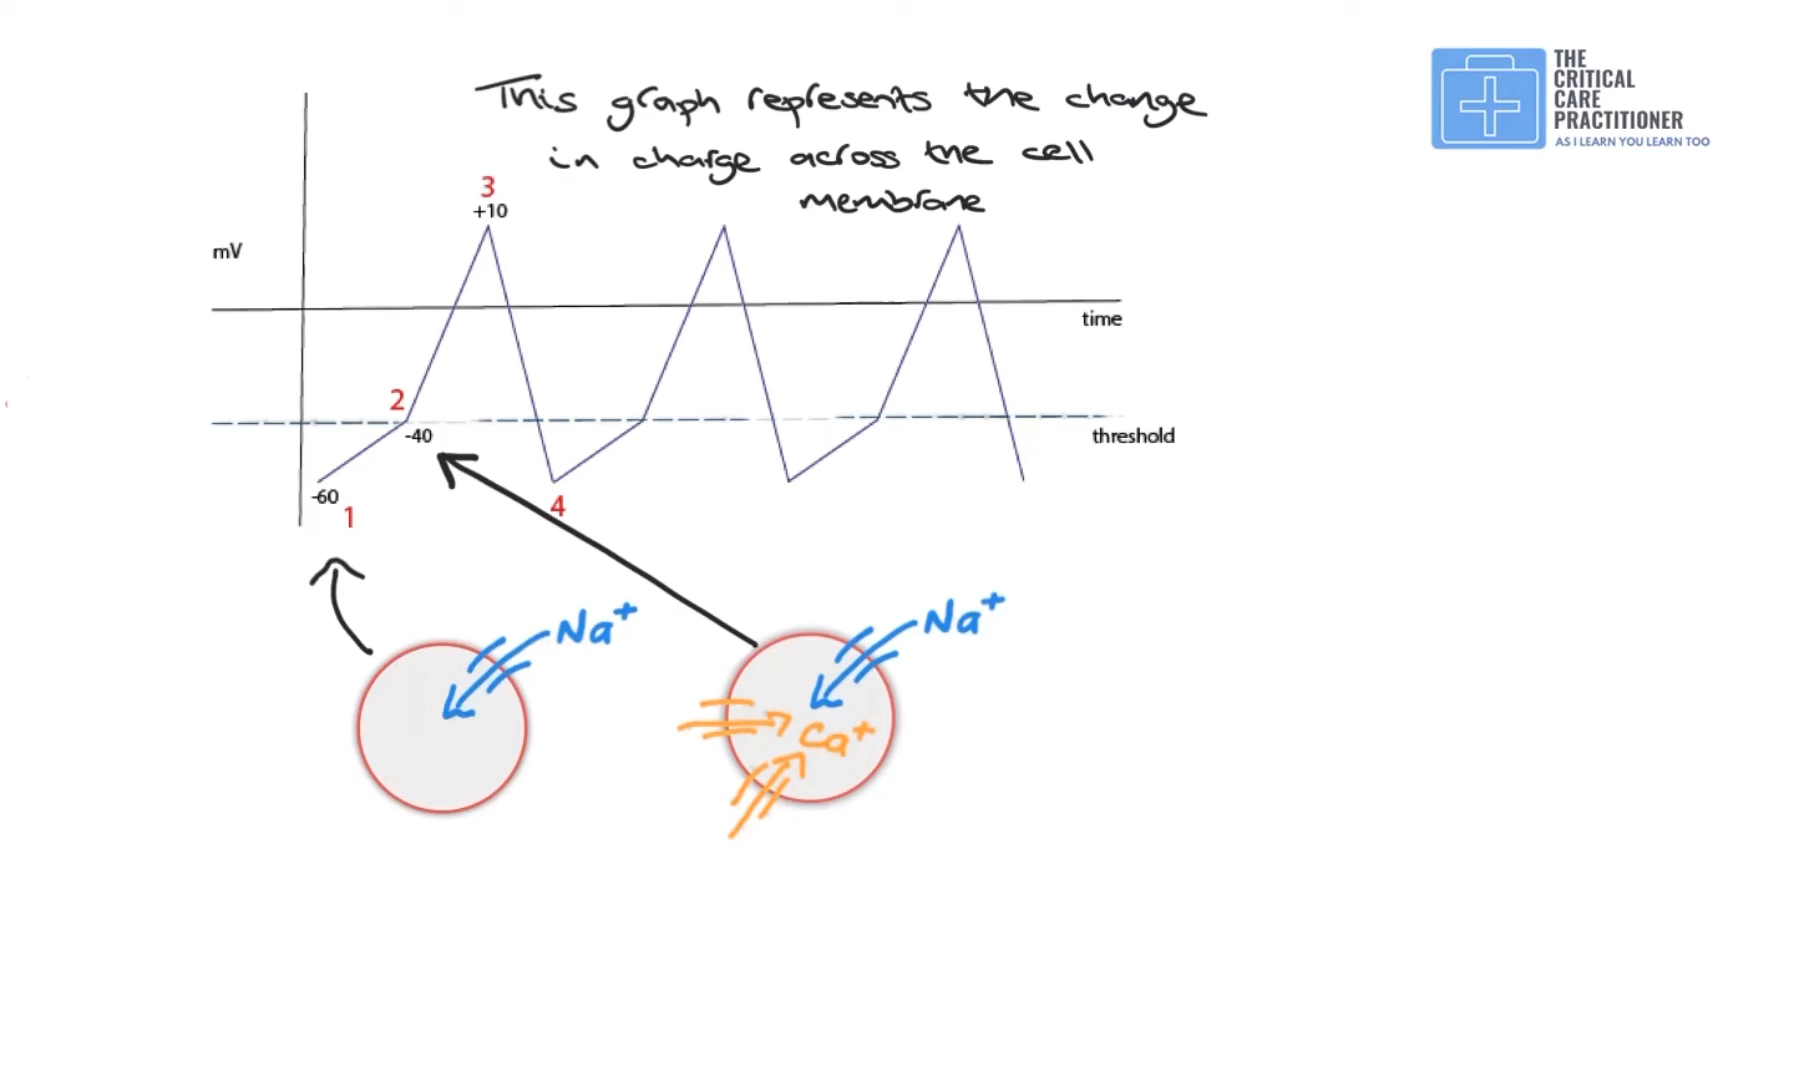 This graph represents the change
in charge across the cell
membrane
THE
CRITICAL
CARE
PRACTITIONER
AS I LEARN YOU LEARN TOO
3
+10
mV
time
2
-40
threshold
-60
1
4
Na+
Na+
Ca+